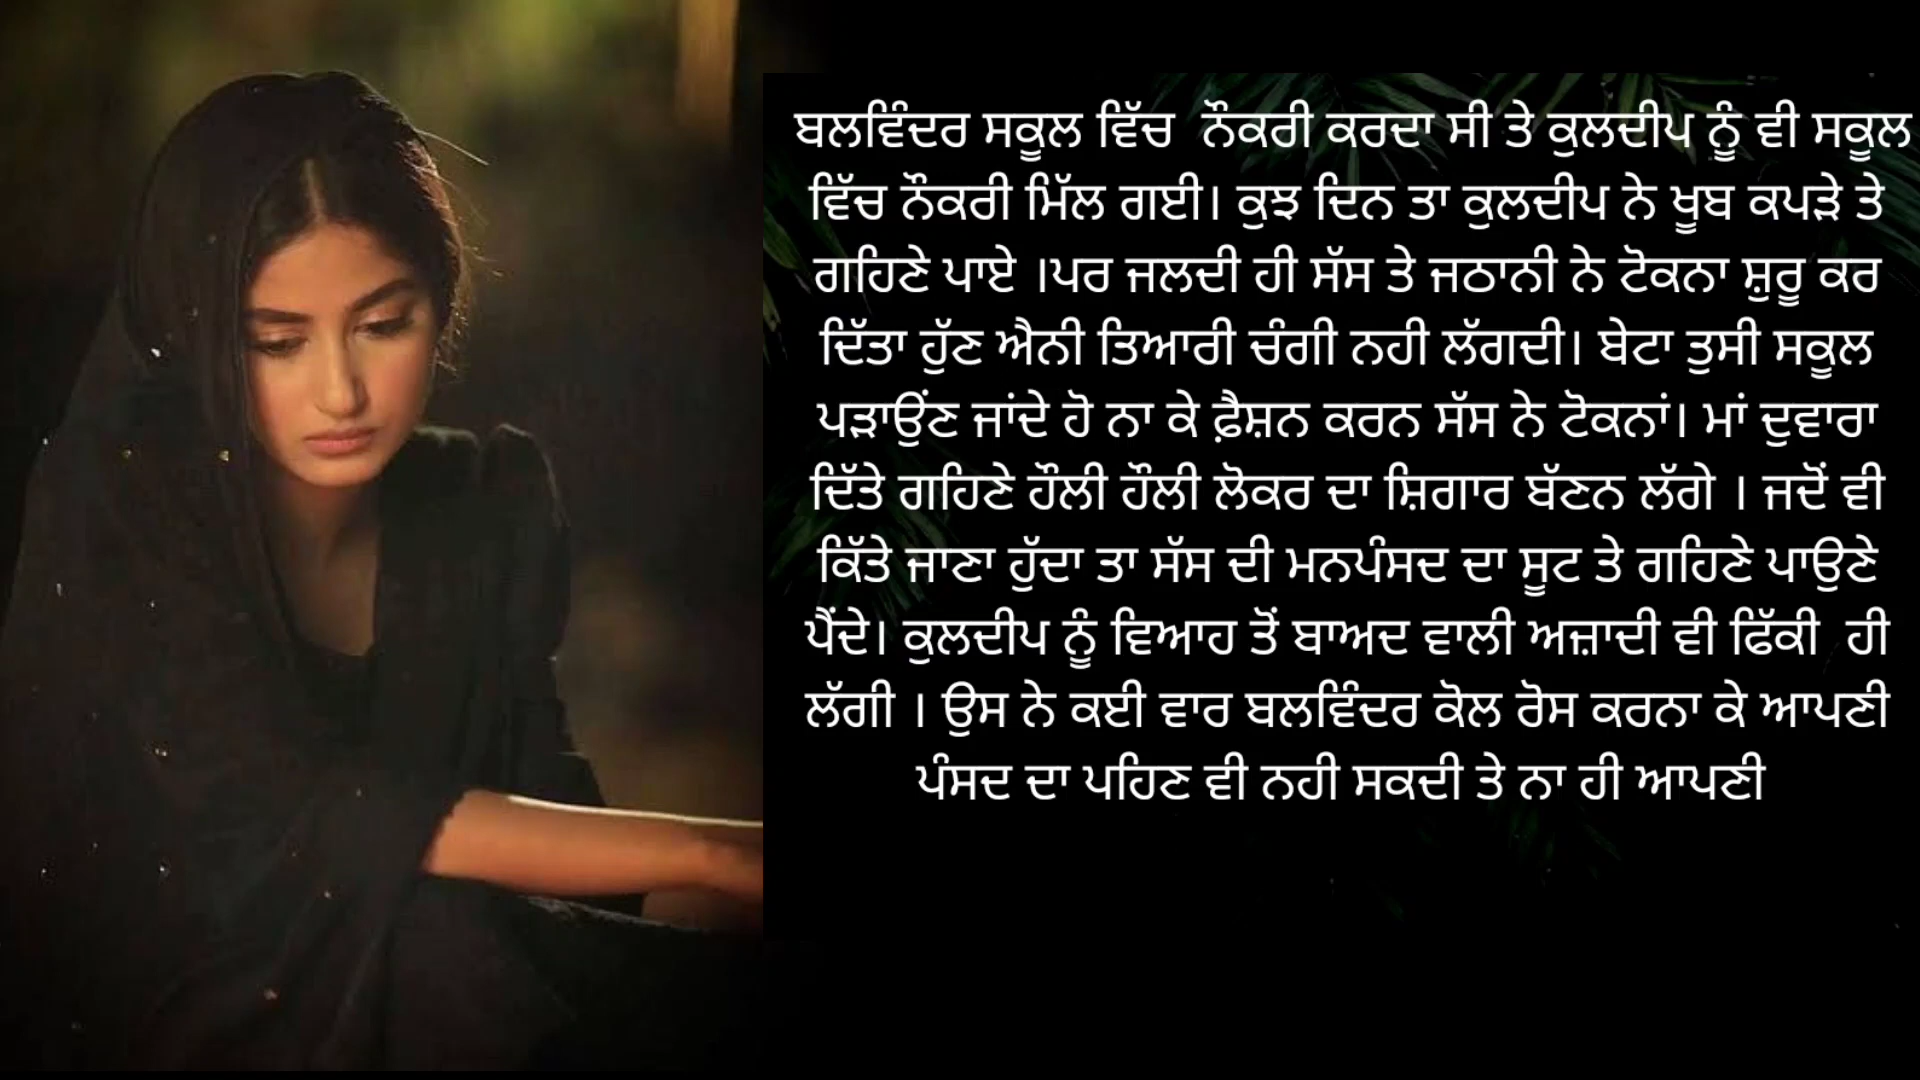 ਬਲਵਿੰਦਰ ਸਕੂਲ ਵਿੱਚ  ਨੌਕਰੀ ਕਰਦਾ ਸੀ ਤੇ ਕੁਲਦੀਪ ਨੂੰ ਵੀ ਸਕੂਲ
ਵਿੱਚ ਨੌਕਰੀ ਮਿੱਲ ਗਈ। ਕੁਝ ਦਿਨ ਤਾ ਕੁਲਦੀਪ ਨੇ ਖੂਬ ਕਪੜੇ ਤੇ
ਗਹਿਣੇ ਪਾਏ ।ਪਰ ਜਲਦੀ ਹੀ ਸੱਸ ਤੇ ਜਠਾਨੀ ਨੇ ਟੋਕਨਾ ਸ਼ੁਰੂ ਕਰ
ਦਿੱਤਾ ਹੁੱਣ ਐਨੀ ਤਿਆਰੀ ਚੰਗੀ ਨਹੀ ਲੱਗਦੀ। ਬੇਟਾ ਤੁਸੀ ਸਕੂਲ
ਪੜਾਉਂਣ ਜਾਂਦੇ ਹੋ ਨਾ ਕੇ ਫ਼ੈਸ਼ਨ ਕਰਨ ਸੱਸ ਨੇ ਟੋਕਨਾਂ। ਮਾਂ ਦੁਵਾਰਾ
ਦਿੱਤੇ ਗਹਿਣੇ ਹੌਲੀ ਹੌਲੀ ਲੋਕਰ ਦਾ ਸ਼ਿਗਾਰ ਬੱਣਨ ਲੱਗੇ । ਜਦੋਂ ਵੀ
ਕਿੱਤੇ ਜਾਣਾ ਹੁੱਦਾ ਤਾ ਸੱਸ ਦੀ ਮਨਪੰਸਦ ਦਾ ਸੂਟ ਤੇ ਗਹਿਣੇ ਪਾਉਣੇ
ਪੈਂਦੇ। ਕੁਲਦੀਪ ਨੂੰ ਵਿਆਹ ਤੋਂ ਬਾਅਦ ਵਾਲੀ ਅਜ਼ਾਦੀ ਵੀ ਫਿੱਕੀ  ਹੀ
ਲੱਗੀ । ਉਸ ਨੇ ਕਈ ਵਾਰ ਬਲਵਿੰਦਰ ਕੋਲ ਰੋਸ ਕਰਨਾ ਕੇ ਆਪਣੀ
ਪੰਸਦ ਦਾ ਪਹਿਣ ਵੀ ਨਹੀ ਸਕਦੀ ਤੇ ਨਾ ਹੀ ਆਪਣੀ